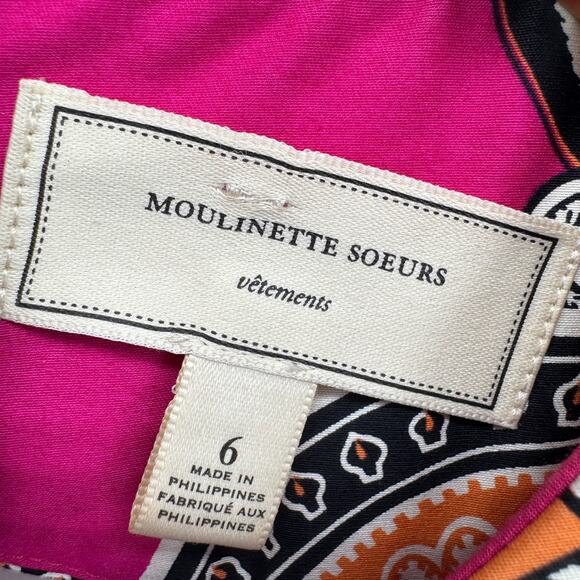 MOULINETTE SOEURS
vêtements
6
MADE IN
PHILIPPINES
FABRIQUÉ AUX
PHILIPPINES